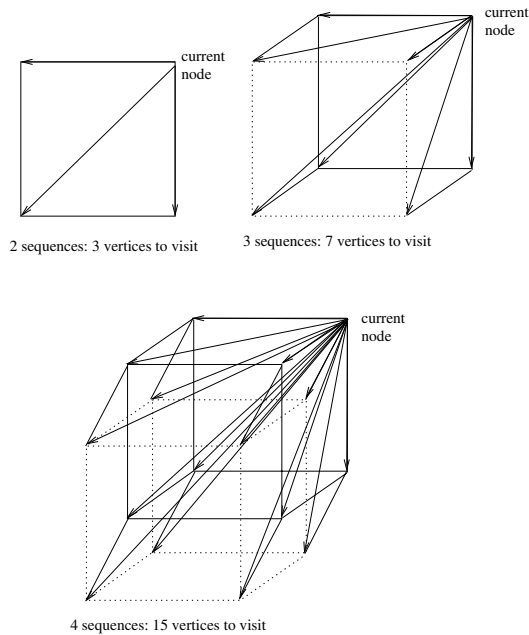 current
node
current
node
2 sequences: 3 vertices to visit
3 sequences: 7 vertices to visit
current
node
4 sequences: 15 vertices to visit